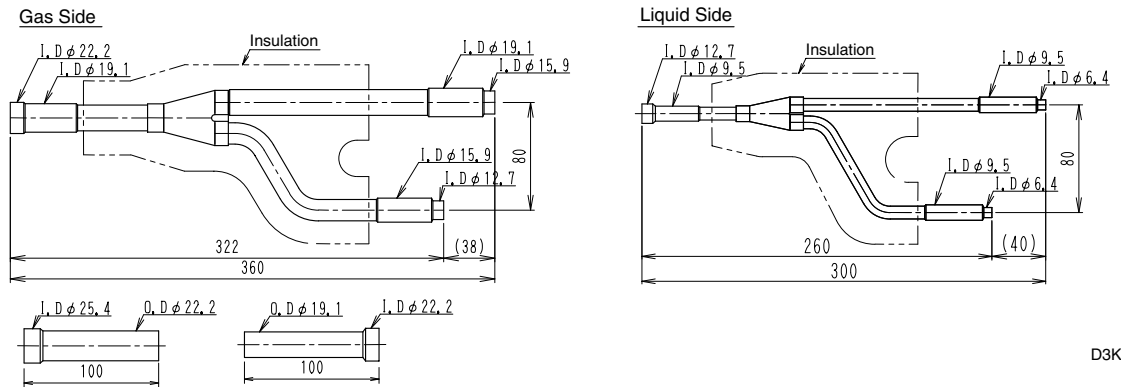 Gas Side
I.Dφ22.2
I.Dφ19.1
Insulation
I.Dφ19.1
I.Dφ15.9
I.Dφ15.9
I.Dφ12.7
80
322
(38)
360
I.Dφ25.4
O.Dφ22.2
100
O.Dφ19.1
I.Dφ22.2
100
Liquid Side
I.Dφ12.7
I.Dφ9.5
Insulation
I.Dφ9.5
I.Dφ6.4
I.Dφ9.5
I.Dφ6.4
80
260
(40)
300
D3K